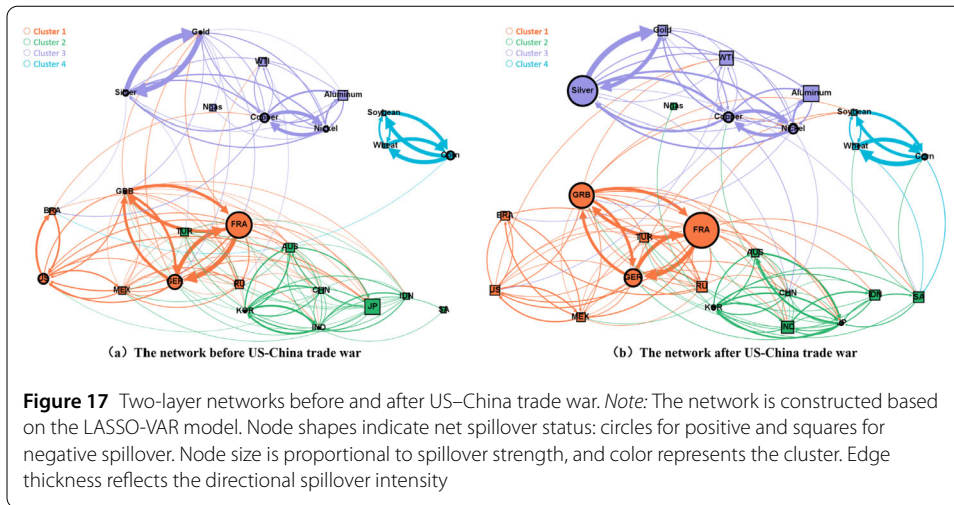 Cluster 1
Cluster 2
Cluster 3
Cluster 4
Gold
WTI
Silver
Ngas
Aluminum
Copper
Nickel
Soybean
Wheat
Corn
GRB
BRA
FRA
TUR
AUS
US
GER
MEX
RU
CHN
KOR
JP
IDN
SA
IND
(a) The network before US-China trade war
Cluster 1
Cluster 2
Cluster 3
Cluster 4
Gold
WTI
Silver
Ngas
Aluminum
Copper
Nickel
Soybean
Wheat
Corn
GRB
BRA
FRA
TUR
AUS
GER
US
RU
MEX
CHN
KOR
IDN
SA
IND
JP
(b) The network after US-China trade war
Figure 17 Two-layer networks before and after US–China trade war. Note: The network is constructed based
on the LASSO-VAR model. Node shapes indicate net spillover status: circles for positive and squares for
negative spillover. Node size is proportional to spillover strength, and color represents the cluster. Edge
thickness reflects the directional spillover intensity